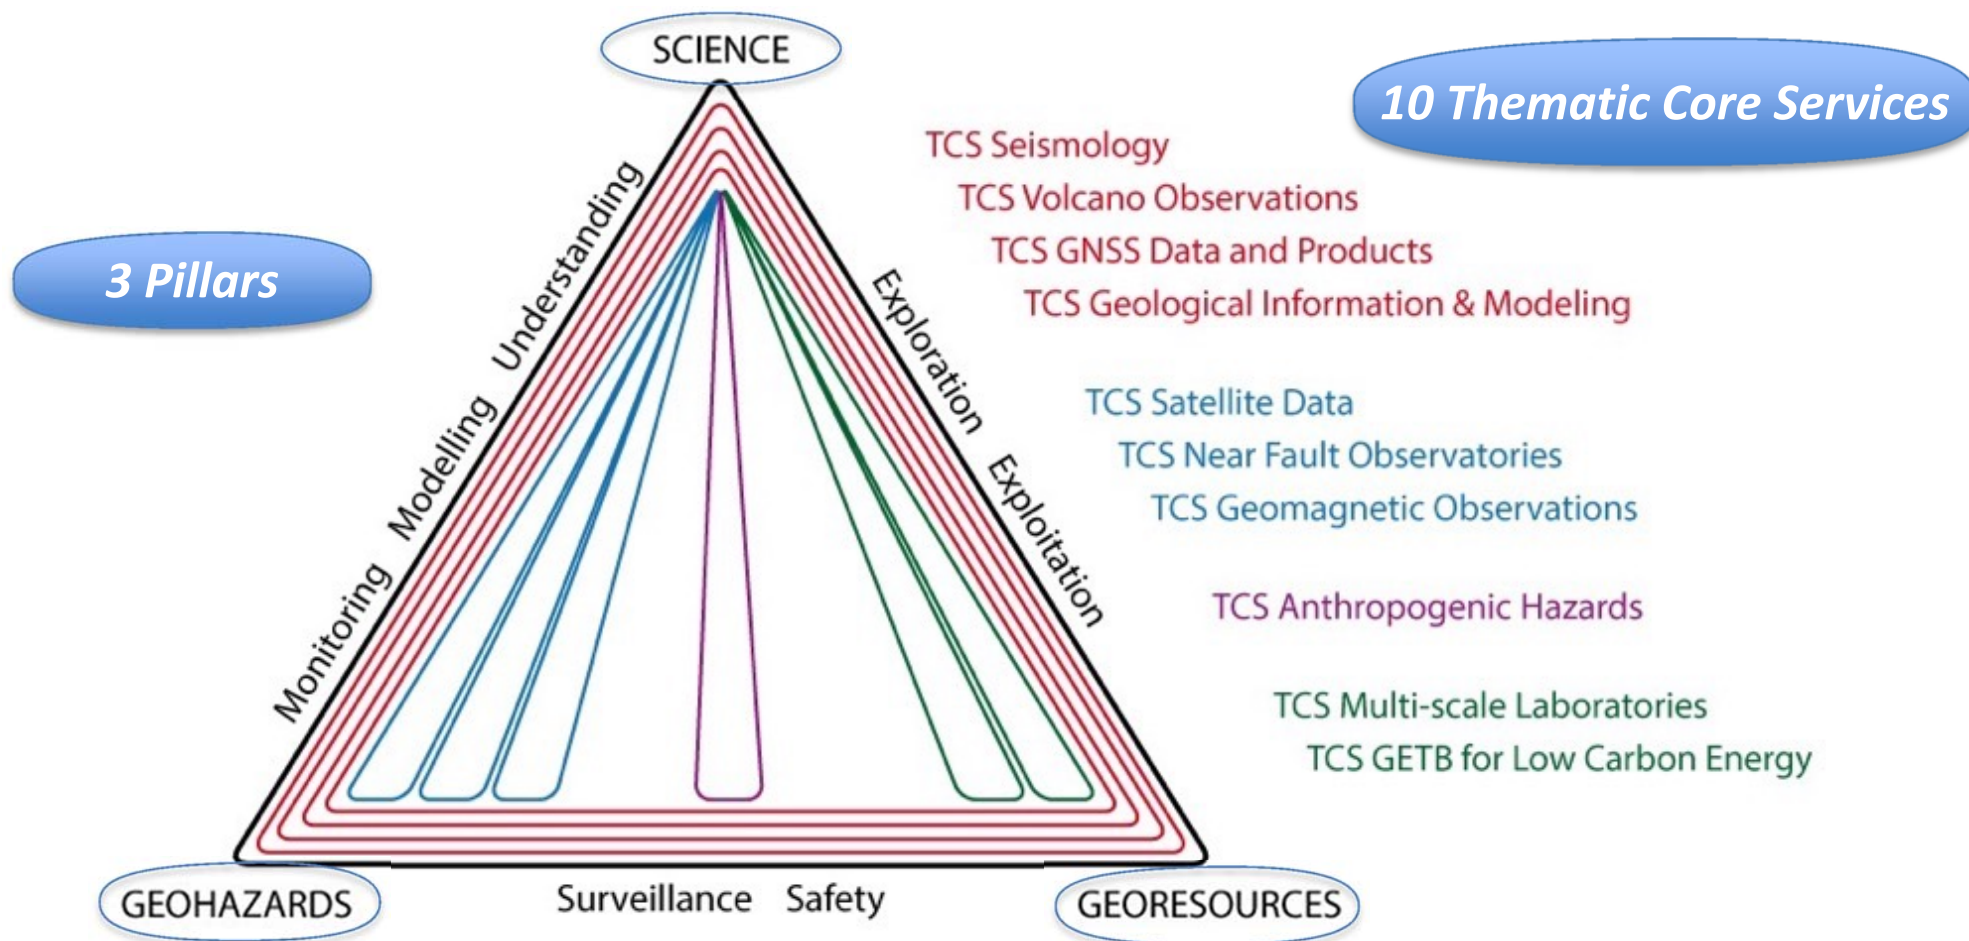 SCIENCE
10 Thematic Core Services
3 Pillars
Understanding
Modelling
Monitoring
Exploration
Exploitation
TCS Seismology
TCS Volcano Observations
TCS GNSS Data and Products
TCS Geological Information & Modeling
TCS Satellite Data
TCS Near Fault Observatories
TCS Geomagnetic Observations
TCS Anthropogenic Hazards
TCS Multi-scale Laboratories
TCS GETB for Low Carbon Energy
GEOHAZARDS
Surveillance Safety
GEORESOURCES